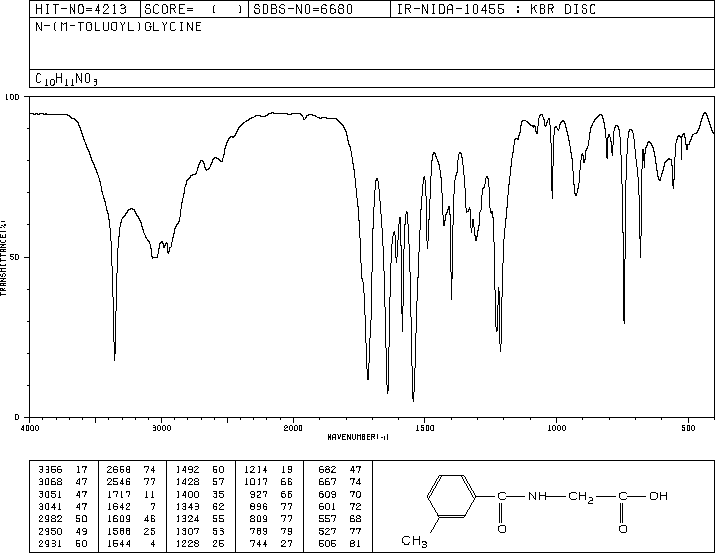 HIT-NO=4213 SCORE= ( ) SDBS-NO=6680 IR-NIDA-10455 : KBR DISC
N-(M-TOLUOYL)GLYCINE
C10H11NO3
100
50
0
TRANSMITTANCE(%)
4000 3000 2000 1500 1000 500
WAVENUMBER(-1)
3366 17 2668 74 1492 50 1214 19 682 47
3068 47 2546 77 1428 57 1017 66 667 74
3051 47 1717 11 1400 35 927 66 609 70
3041 47 1642 7 1343 62 896 77 601 72
2982 50 1609 46 1324 55 809 77 557 68
2950 49 1588 25 1307 53 789 79 527 77
2931 50 1544 4 1228 26 744 27 506 81
C NH CH2 C OH
O O
CH3